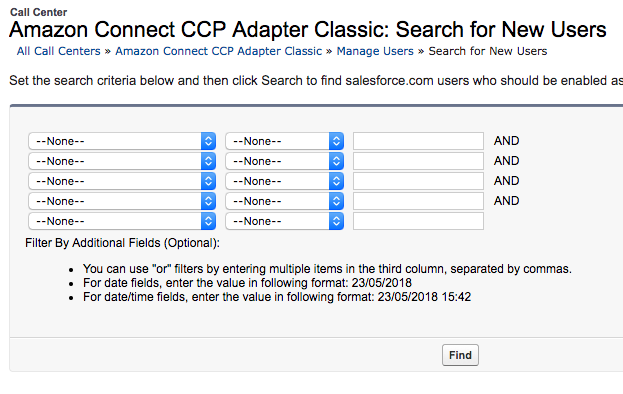 Call Center
Amazon Connect CCP Adapter Classic: Search for New Users
All Call Centers » Amazon Connect CCP Adapter Classic » Manage Users » Search for New Users
Set the search criteria below and then click Search to find salesforce.com users who should be enabled as
--None-- --None-- AND
--None-- --None-- AND
--None-- --None-- AND
--None-- --None-- AND
--None-- --None--
Filter By Additional Fields (Optional):
• You can use "or" filters by entering multiple items in the third column, separated by commas.
• For date fields, enter the value in following format: 23/05/2018
• For date/time fields, enter the value in following format: 23/05/2018 15:42
Find